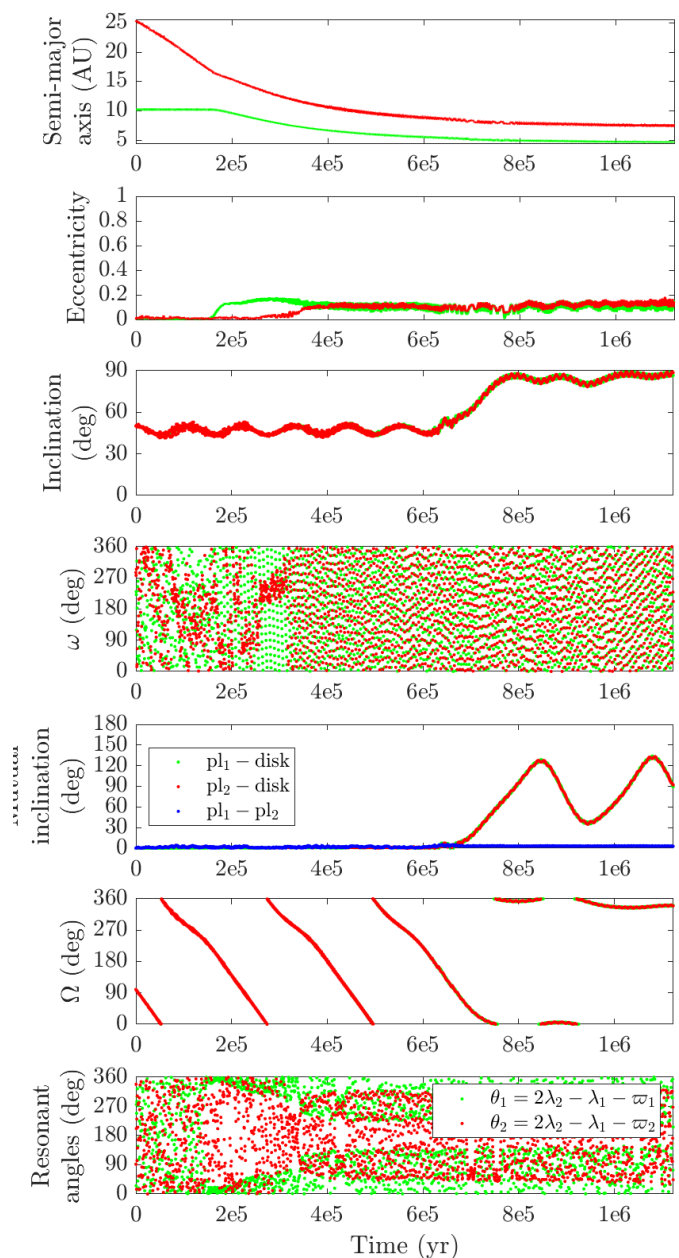 Semi-major
axis (AU)
25
20
15
10
5
0 2e5 4e5 6e5 8e5 1e6
Eccentricity
1
0.8
0.6
0.4
0.2
0
0 2e5 4e5 6e5 8e5 1e6
Inclination
(deg)
90
60
30
0
0 2e5 4e5 6e5 8e5 1e6
ω (deg)
360
270
180
90
0
0 2e5 4e5 6e5 8e5 1e6
inclination
(deg)
180
150
120
90
60
30
0
pl₁ − disk
pl₂ − disk
pl₁ − pl₂
0 2e5 4e5 6e5 8e5 1e6
Ω (deg)
360
270
180
90
0
0 2e5 4e5 6e5 8e5 1e6
Resonant
angles (deg)
360
270
180
90
0
θ₁ = 2λ₂ − λ₁ − ϖ₁
θ₂ = 2λ₂ − λ₁ − ϖ₂
0 2e5 4e5 6e5 8e5 1e6
Time (yr)